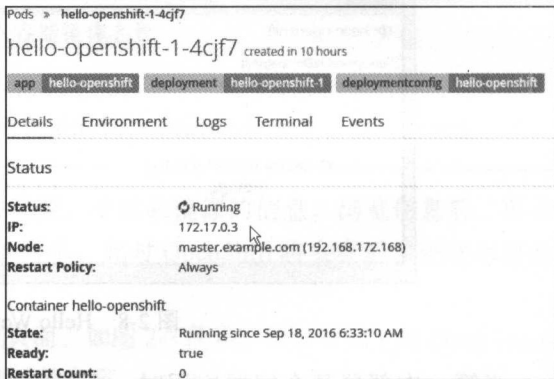 Pods » hello-openshift-1-4cjf7
hello-openshift-1-4cjf7 created in 10 hours
app hello-openshift deployment hello-openshift-1 deploymentconfig hello-openshift
Details Environment Logs Terminal Events
Status
Status: Running
IP: 172.17.0.3
Node: master.example.com (192.168.172.168)
Restart Policy: Always
Container hello-openshift
State: Running since Sep 18, 2016 6:33:10 AM
Ready: true
Restart Count: 0